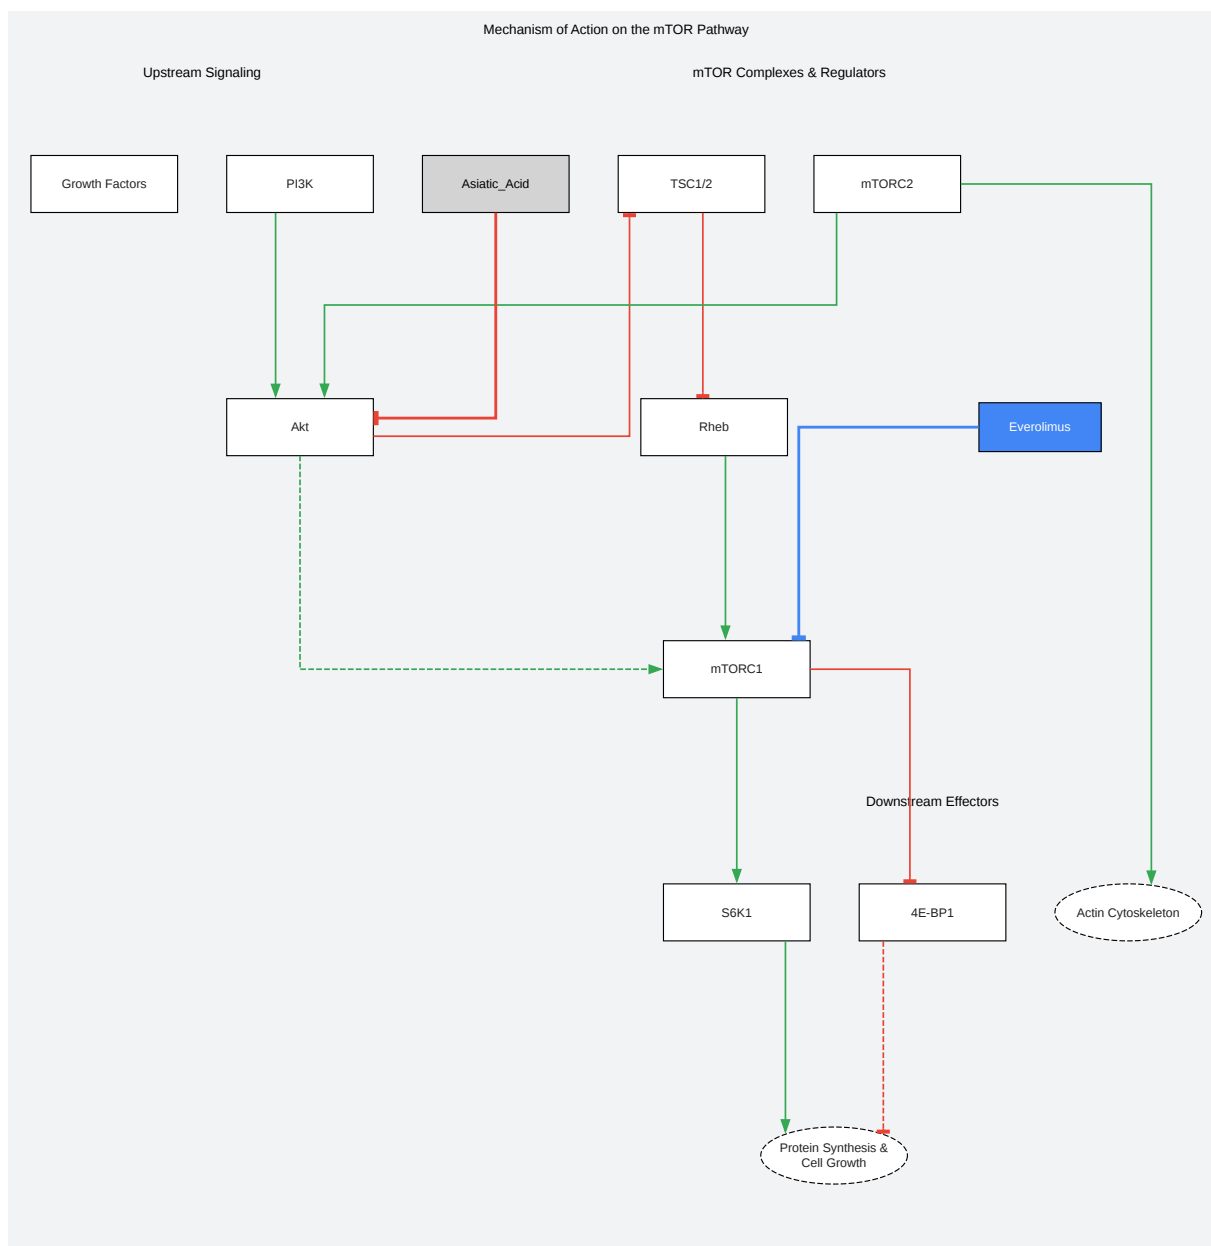 Mechanism of Action on the mTOR Pathway
Upstream Signaling
mTOR Complexes & Regulators
Growth Factors
PI3K
Asiatic_Acid
TSC1/2
mTORC2
Akt
Rheb
Everolimus
mTORC1
Downstream Effectors
S6K1
4E-BP1
Actin Cytoskeleton
Protein Synthesis &
Cell Growth